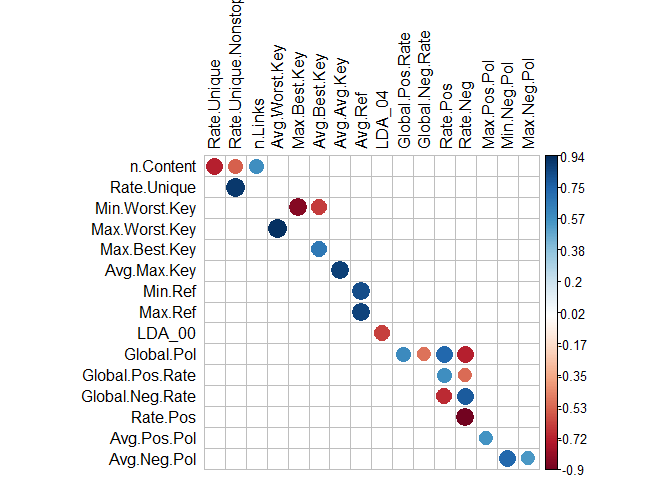 Rate.Unique
Rate.Unique.Nonstop
n.Links
Avg.Worst.Key
Max.Best.Key
Avg.Best.Key
Avg.Avg.Key
Avg.Ref
LDA_04
Global.Pos.Rate
Global.Neg.Rate
Rate.Pos
Rate.Neg
Max.Pos.Pol
Min.Neg.Pol
Max.Neg.Pol
n.Content
Rate.Unique
Min.Worst.Key
Max.Worst.Key
Max.Best.Key
Avg.Max.Key
Min.Ref
Max.Ref
LDA_00
Global.Pol
Global.Pos.Rate
Global.Neg.Rate
Rate.Pos
Avg.Pos.Pol
Avg.Neg.Pol
0.94
0.75
0.57
0.38
0.2
0.02
-0.17
-0.35
-0.53
-0.72
-0.9